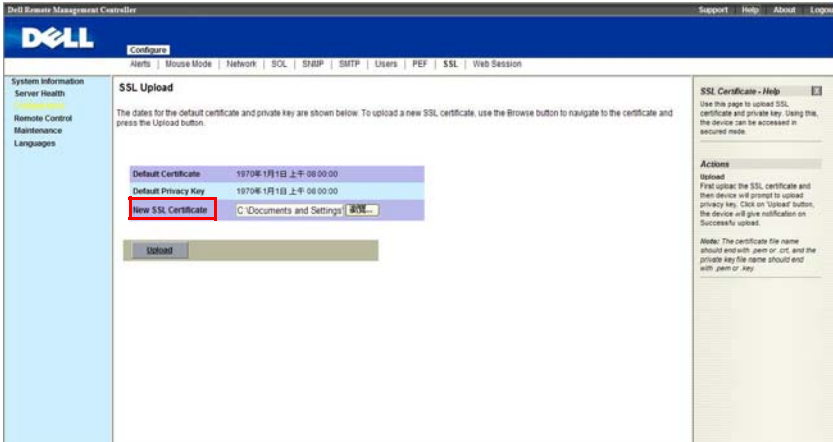 Dell Remote Management Controller
Support | Help | About | Logou
DELL
Configure
Alerts | Mouse Mode | Network | SOL | SNMP | SMTP | Users | PEF | SSL | Web Session
System Information
Server Health
Remote Control
Maintenance
Languages
SSL Upload
The dates for the default certificate and private key are shown below. To upload a new SSL certificate, use the Browse button to navigate to the certificate and
press the Upload button.
Default Certificate 1970年1月1日 上午 08:00:00
Default Privacy Key 1970年1月1日 上午 08:00:00
New SSL Certificate C:\Documents and Settings\ 瀏覽...
Upload
SSL Certificate - Help
Use this page to upload SSL
certificate and private key. Using this,
the device can be accessed in
secured mode.
Actions
Upload
First upload the SSL certificate and
then device will prompt to upload
privacy key. Click on 'Upload' button,
the device will give notification on
Successfu upload.
Note: The certificate file name
should end with .pem or .crt, and the
private key file name should end
with .pem or .key